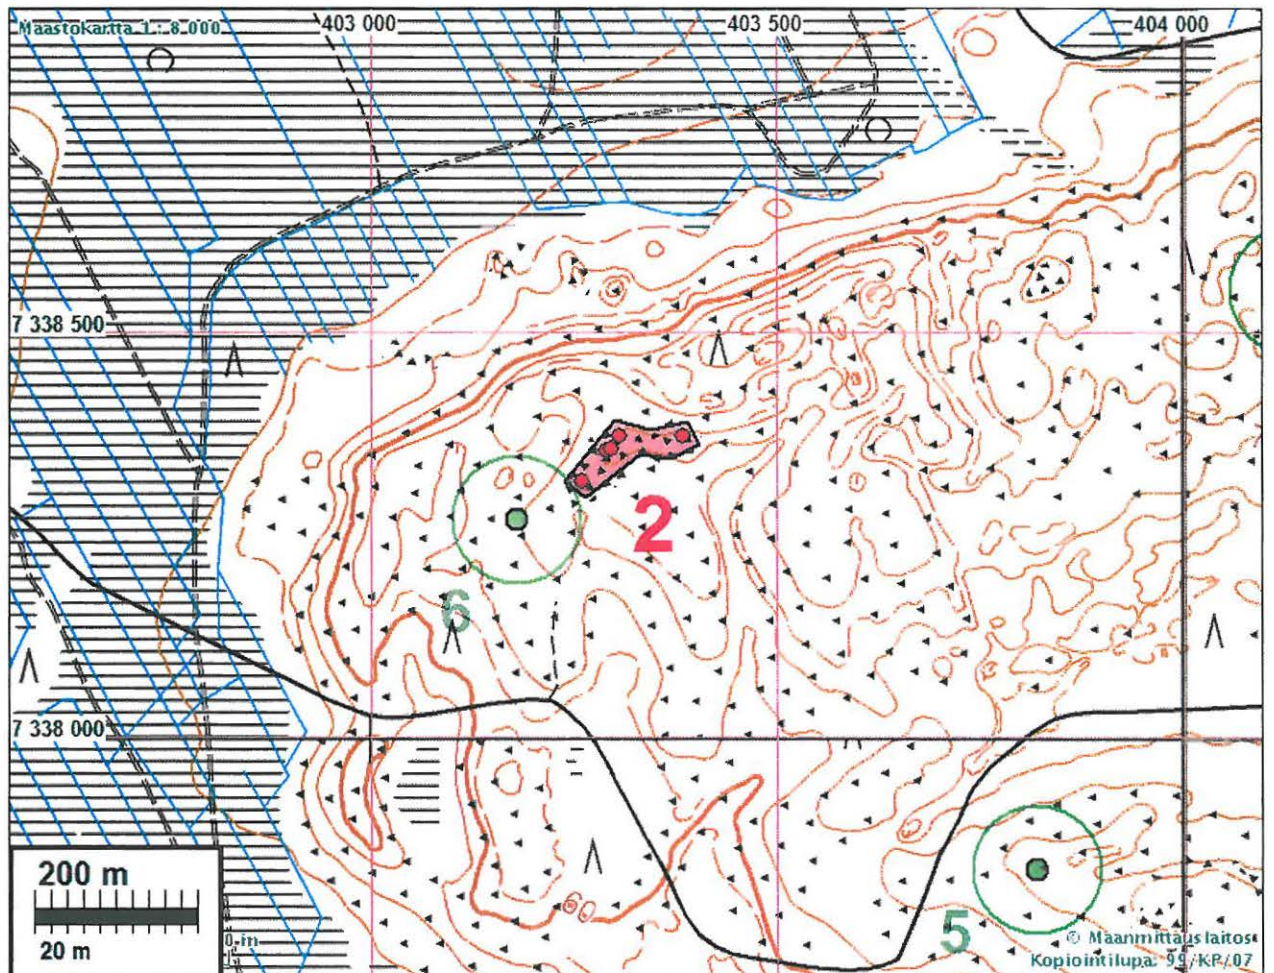 Maastokartta 1 : 8 000
403 000
403 500
404 000
7 338 500
2
6
7 338 000
60
200 m
20 m
5
© Maanmittauslaitos
Kopiointilupa: 99/KP/07